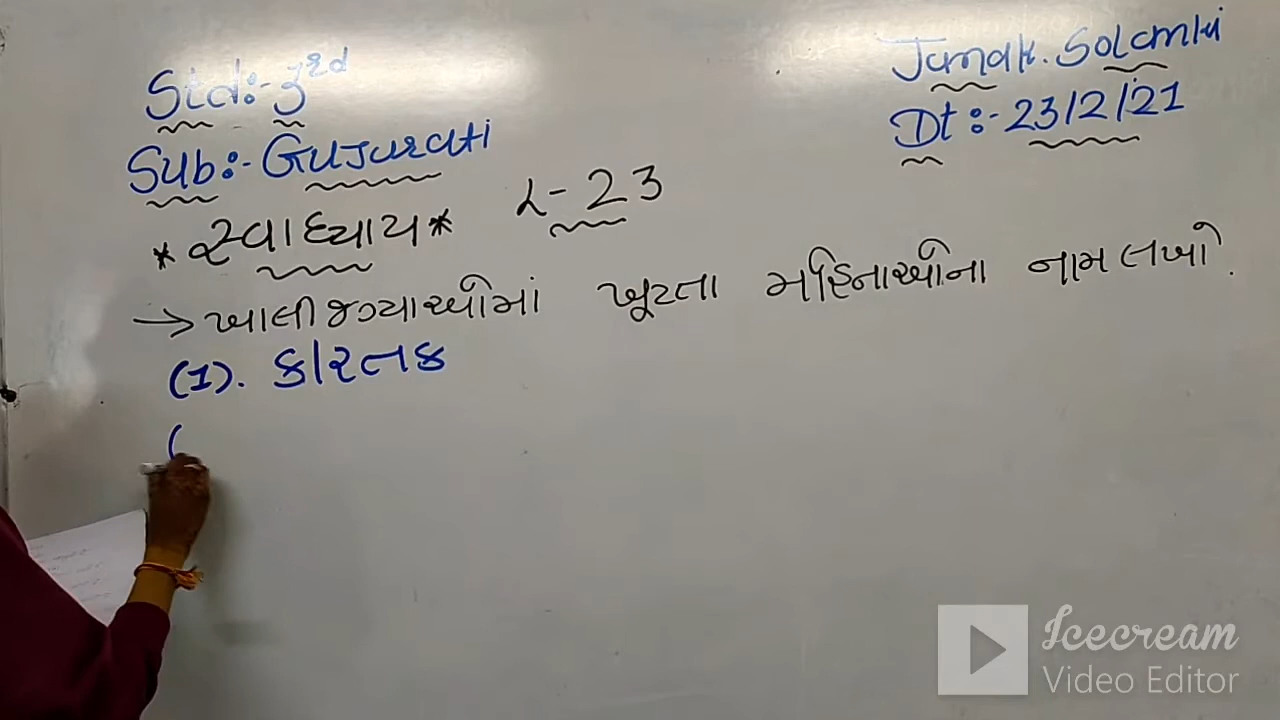 Std:- 3rd
Janak. Solanki
Sub:- Gujarati
Dt:- 23/2/21
* સ્વાધ્યાય * L-23
→ ખાલી જગ્યાઓમાં ખૂટતા મહિનાઓના નામ લખો.
(1). કારતક
(
Icecream
Video Editor